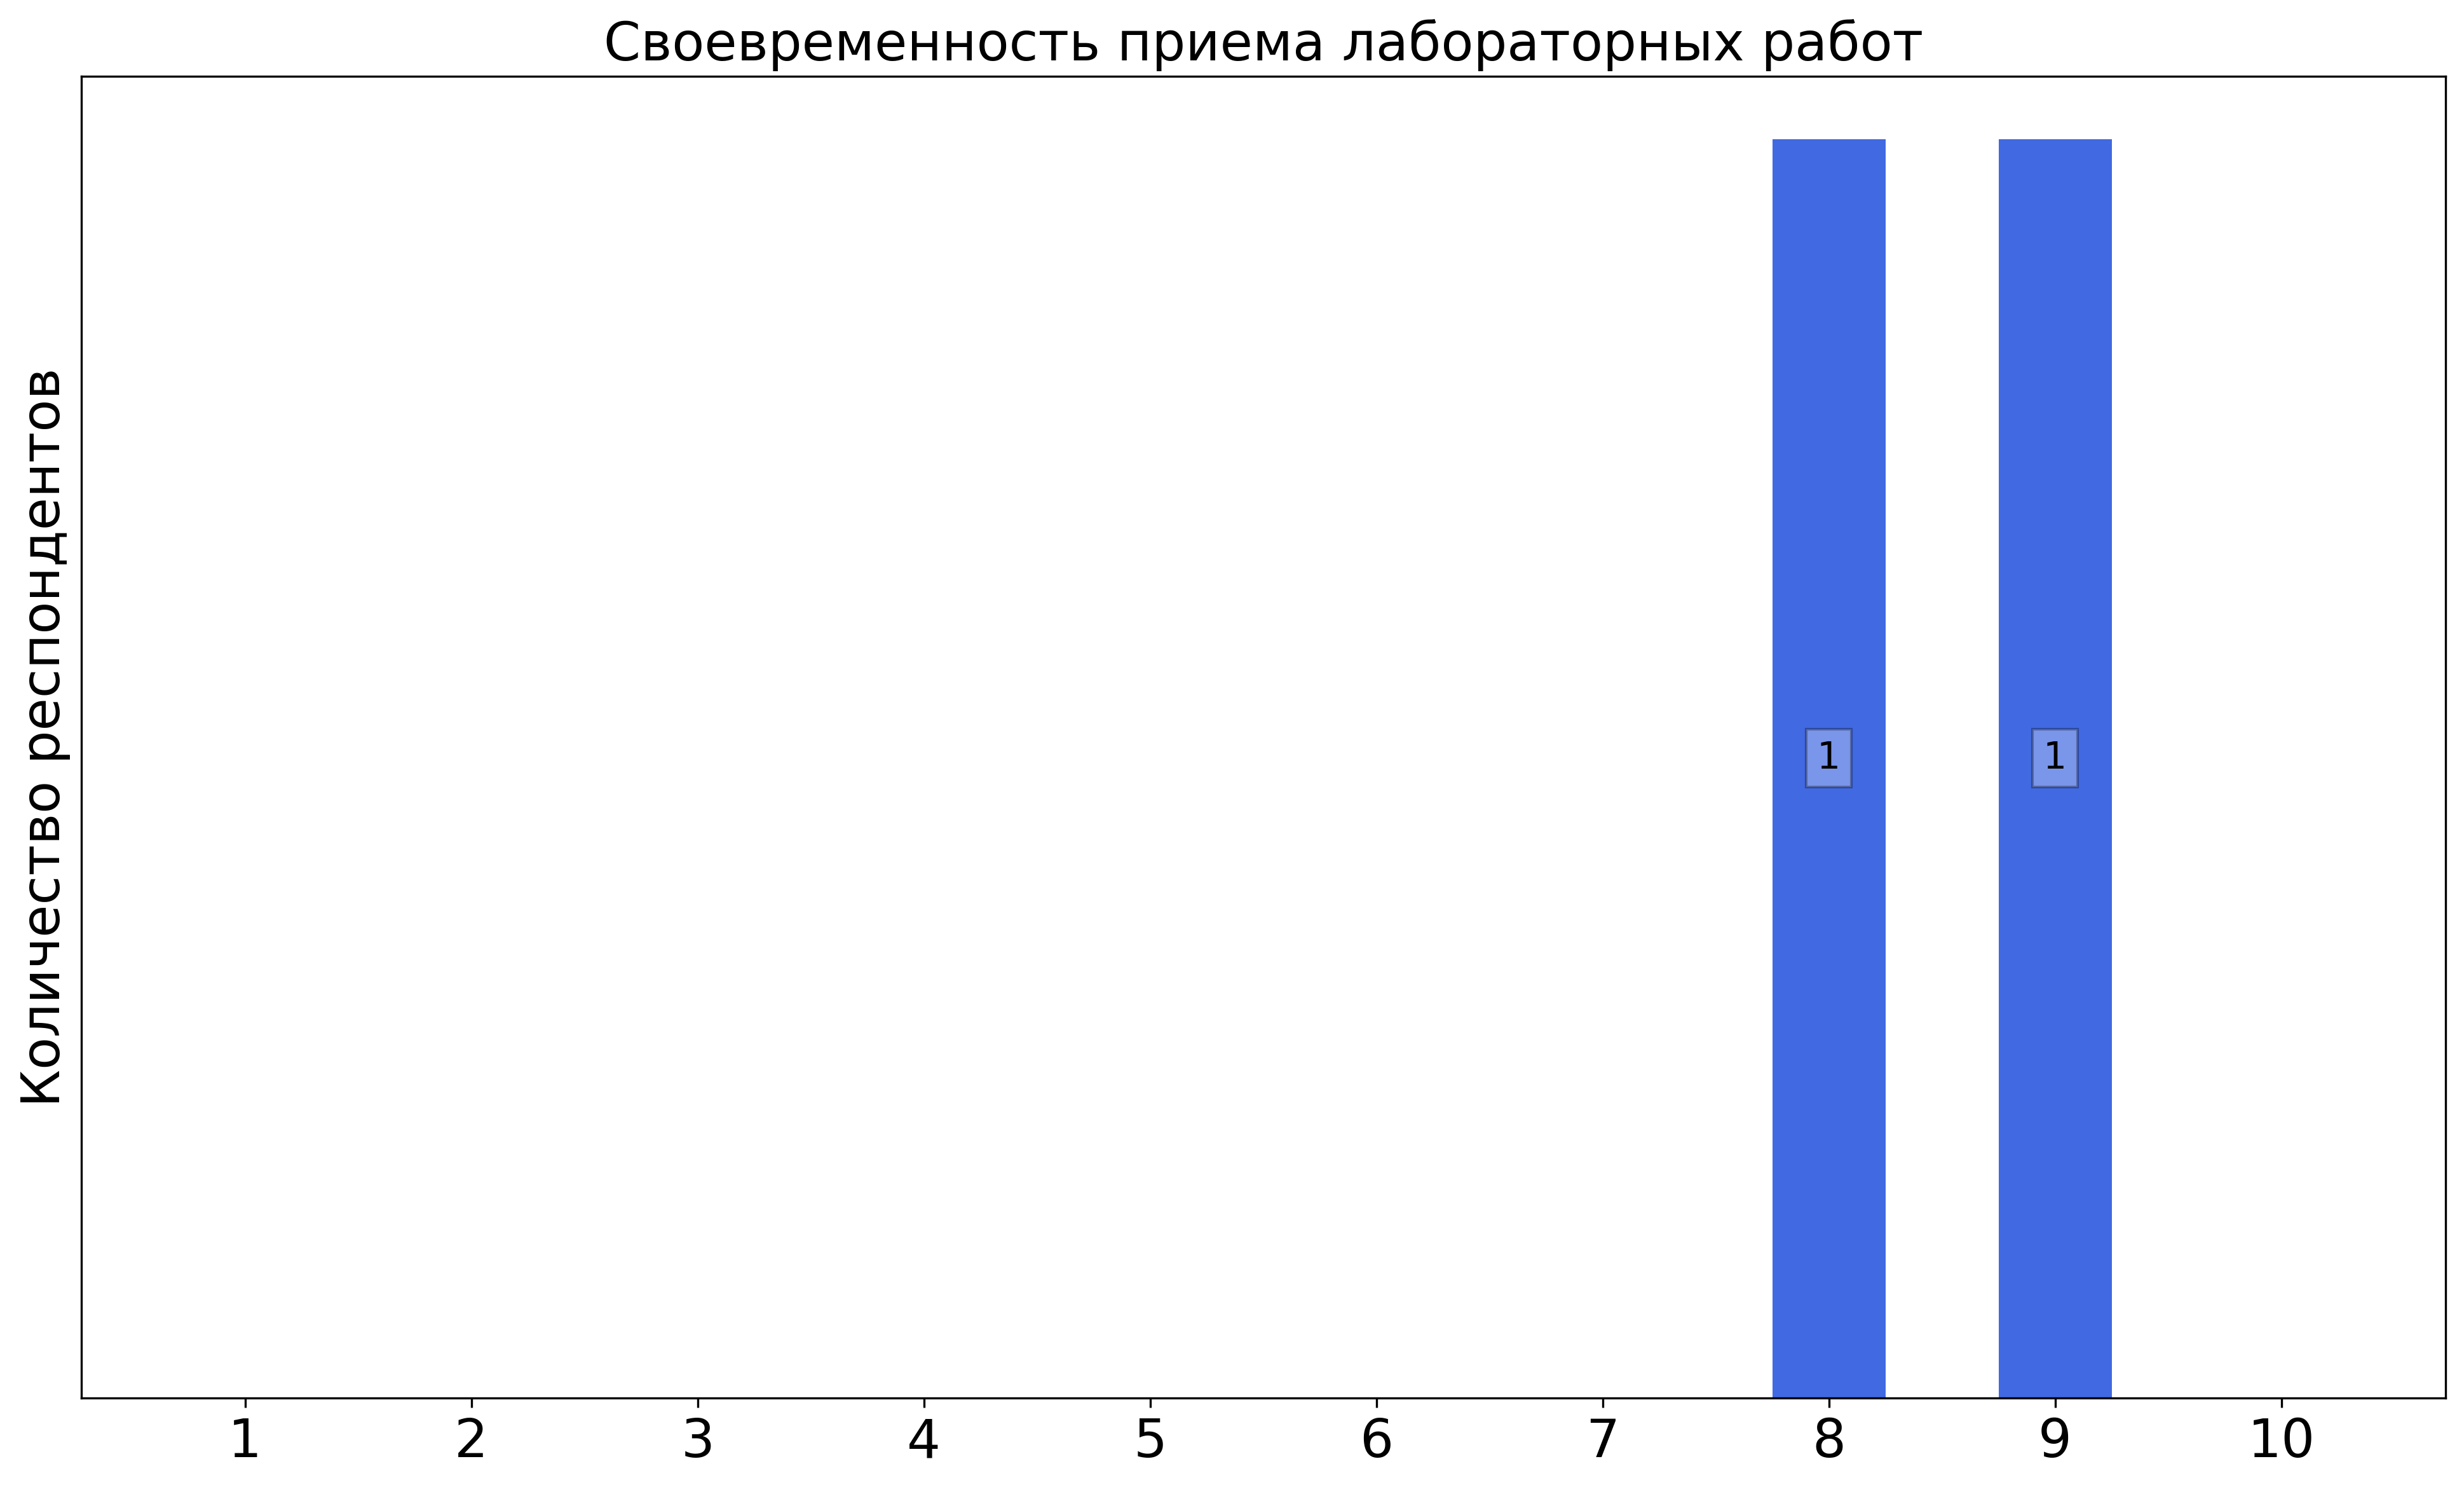 Своевременность приема лабораторных работ
Количество респондентов
1 1
1 2 3 4 5 6 7 8 9 10